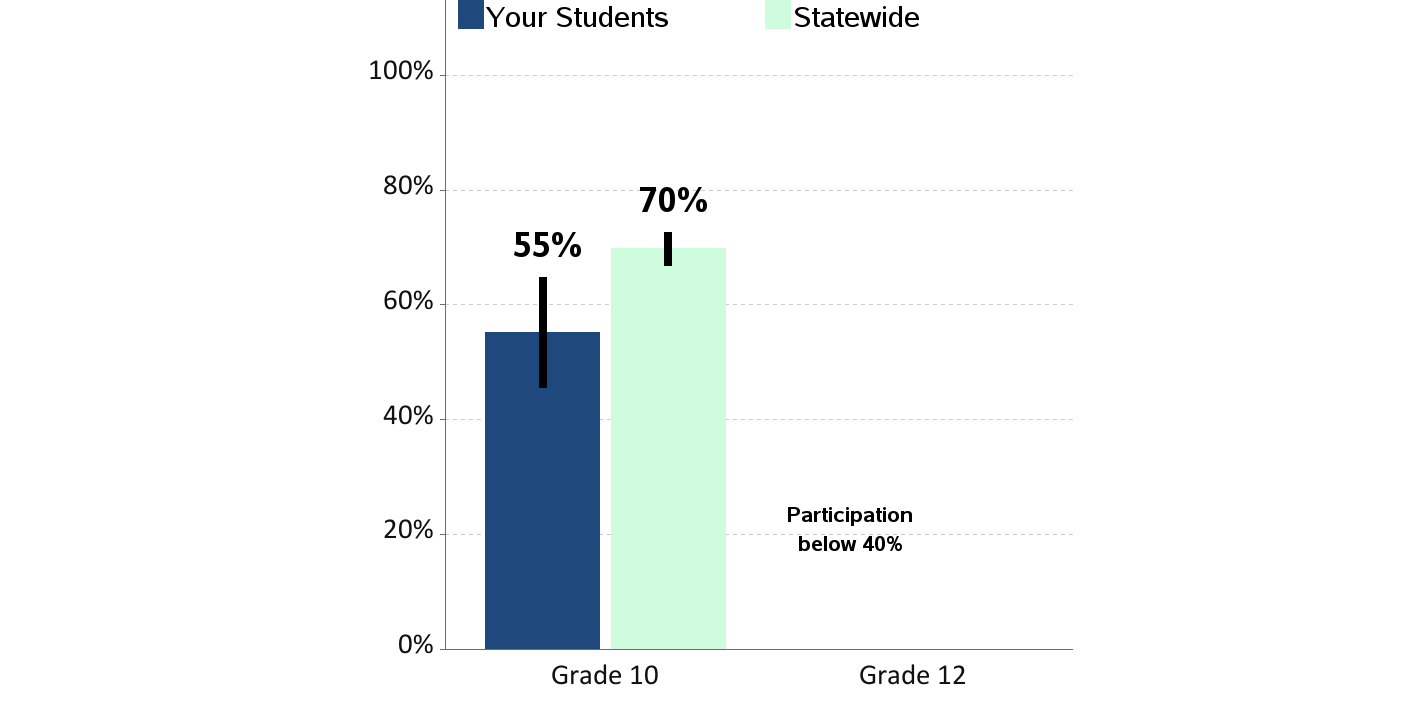 Your Students
Statewide
100%
80%
70%
55%
60%
40%
Participation
below 40%
20%
0%
Grade 10
Grade 12